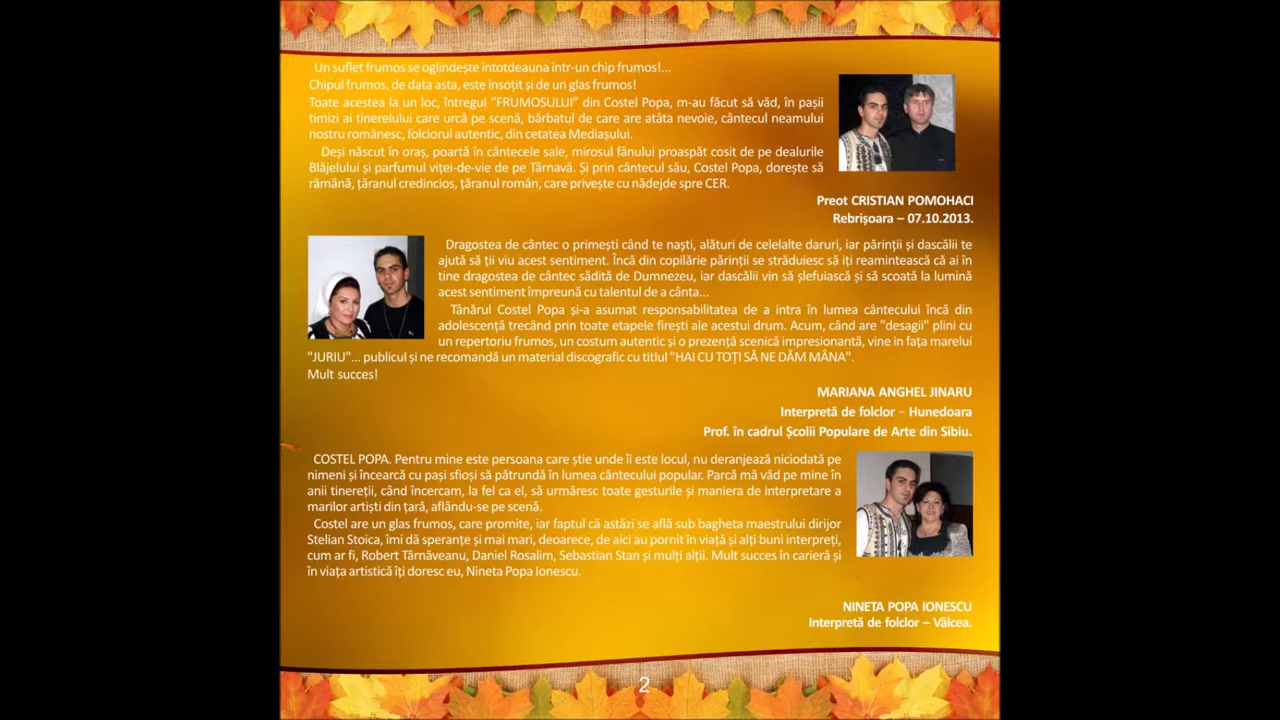 Un suflet frumos se oglindește întotdeauna într-un chip frumos!...
Chipul frumos, de data asta, este însoțit și de un glas frumos!
Toate acestea la un loc, întregul “FRUMOSULUI” din Costel Popa, m-au făcut să văd, în pașii
timizi ai tinerelului care urcă pe scenă, bărbatul de care are atâta nevoie, cântecul neamului
nostru românesc, folclorul autentic, din cetatea Mediașului.
Deși născut în oraș, poartă în cântecele sale, mirosul fânului proaspăt cosit de pe dealurile
Blăjelului și parfumul viței-de-vie de pe Târnavă. Și prin cântecul său, Costel Popa, dorește să
rămână, țăranul credincios, țăranul român, care privește cu nădejde spre CER.
Preot CRISTIAN POMOHACI
Rebrișoara – 07.10.2013.
Dragostea de cântec o primești când te naști, alături de celelalte daruri, iar părinții și dascălii te
ajută să ții viu acest sentiment. Încă din copilărie părinții se străduiesc să iți reamintească că ai în
tine dragostea de cântec sădită de Dumnezeu, iar dascălii vin să șlefuiască și să scoată la lumină
acest sentiment împreună cu talentul de a cânta...
Tânărul Costel Popa și-a asumat responsabilitatea de a intra în lumea cântecului încă din
adolescență trecând prin toate etapele firești ale acestui drum. Acum, când are "desagii" plini cu
un repertoriu frumos, un costum autentic și o prezență scenică impresionantă, vine in fața marelui
"JURIU"... publicul și ne recomandă un material discografic cu titlul "HAI CU TOȚI SĂ NE DĂM MÂNA".
Mult succes!
MARIANA ANGHEL JINARU
Interpretă de folclor – Hunedoara
Prof. în cadrul Școlii Populare de Arte din Sibiu.
COSTEL POPA. Pentru mine este persoana care știe unde îi este locul, nu deranjează niciodată pe
nimeni și încearcă cu pași sfioși să pătrundă în lumea cântecului popular. Parcă mă văd pe mine în
anii tinereții, când încercam, la fel ca el, să urmăresc toate gesturile și maniera de interpretare a
marilor artiști din țară, aflându-se pe scenă.
Costel are un glas frumos, care promite, iar faptul că astăzi se află sub bagheta maestrului dirijor
Stelian Stoica, îmi dă speranțe și mai mari, deoarece, de aici au pornit în viață și alți buni interpreți,
cum ar fi, Robert Târnăveanu, Daniel Rosalim, Sebastian Stan și mulți alții. Mult succes în carieră și
în viața artistică îți doresc eu, Nineta Popa Ionescu.
NINETA POPA IONESCU
Interpretă de folclor – Vâlcea.
2